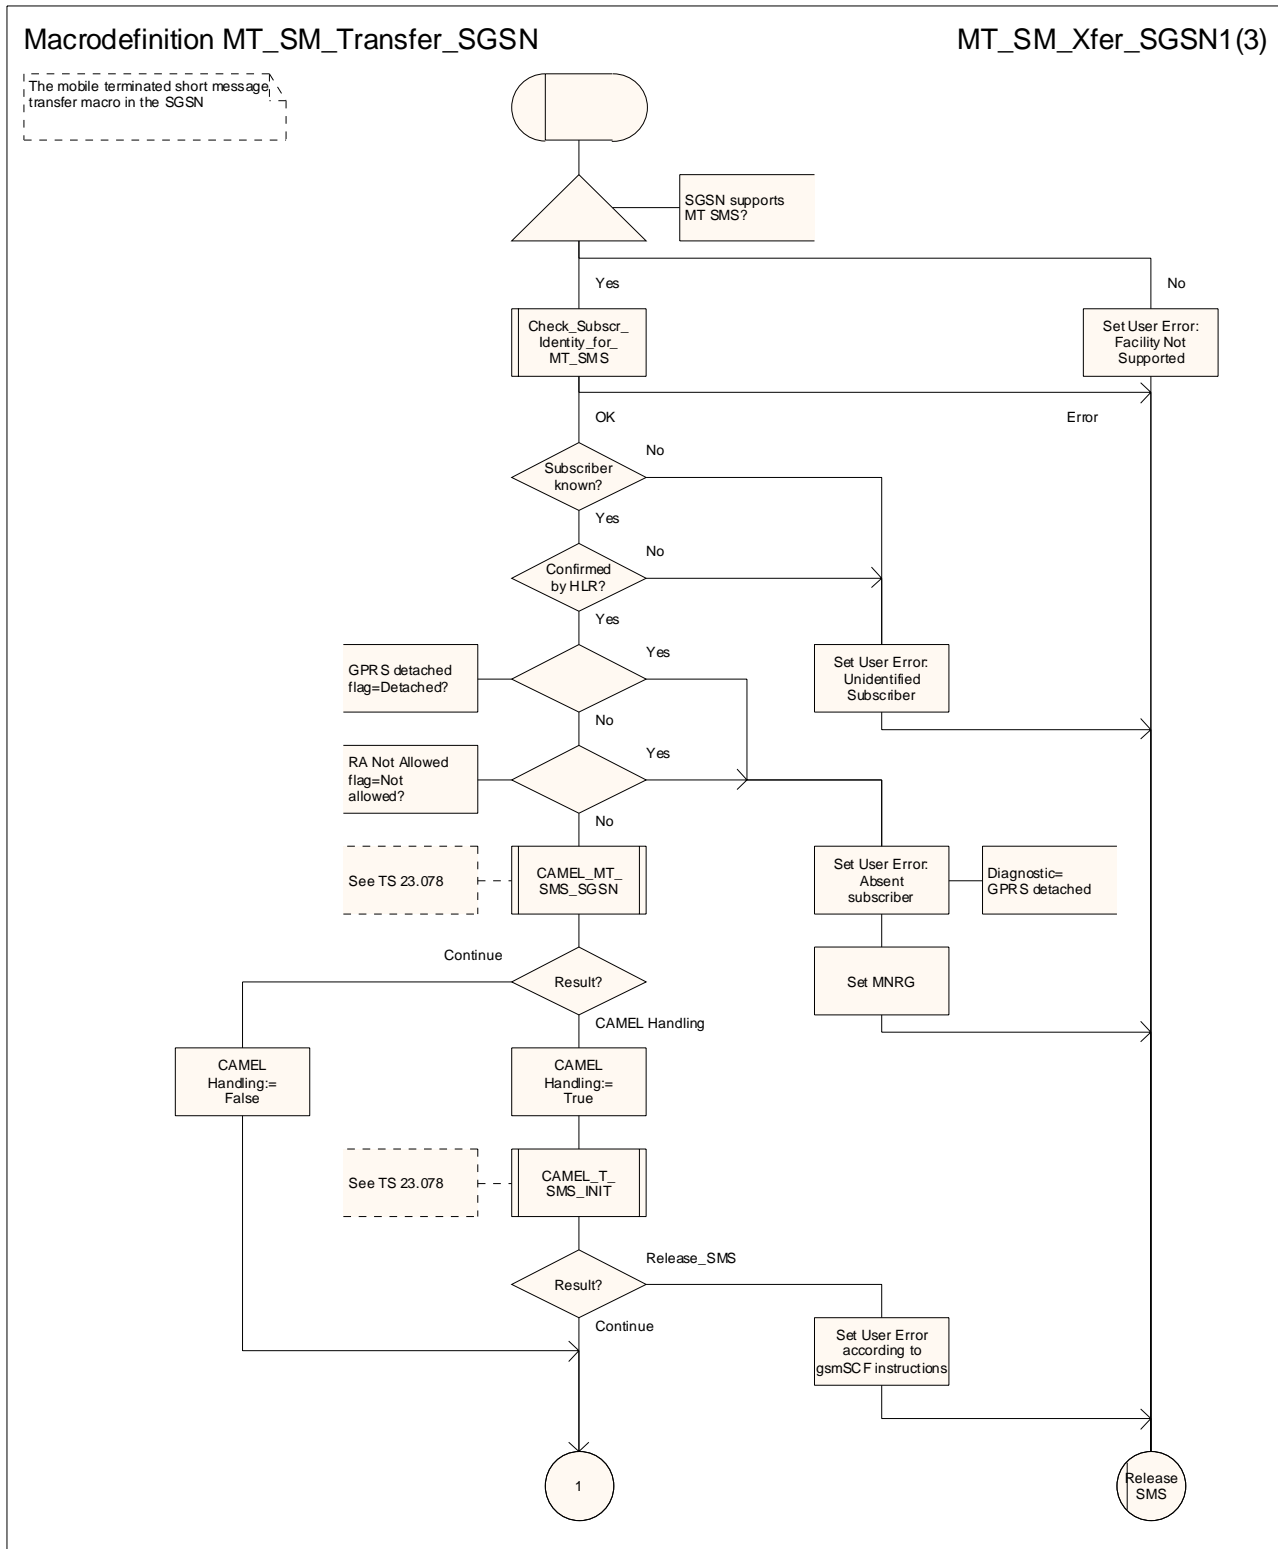 Macrodefinition MT_SM_Transfer_SGSN
MT_SM_Xfer_SGSN1(3)
The mobile terminated short message
transfer macro in the SGSN
SGSN supports
MT SMS?
Yes
No
Check_Subscr_
Identity_for_
MT_SMS
Set User Error:
Facility Not
Supported
OK
Error
Subscriber
known?
No
Yes
Confirmed
by HLR?
No
Yes
GPRS detached
flag=Detached?
Yes
Set User Error:
Unidentified
Subscriber
No
RA Not Allowed
flag=Not
allowed?
Yes
No
See TS 23.078
CAMEL_MT_
SMS_SGSN
Set User Error:
Absent
subscriber
Diagnostic=
GPRS detached
Continue
Result?
Set MNRG
CAMEL Handling
CAMEL
Handling:=
False
CAMEL
Handling:=
True
See TS 23.078
CAMEL_T_
SMS_INIT
Release_SMS
Result?
Continue
Set User Error
according to
gsmSCF instructions
1
Release
SMS